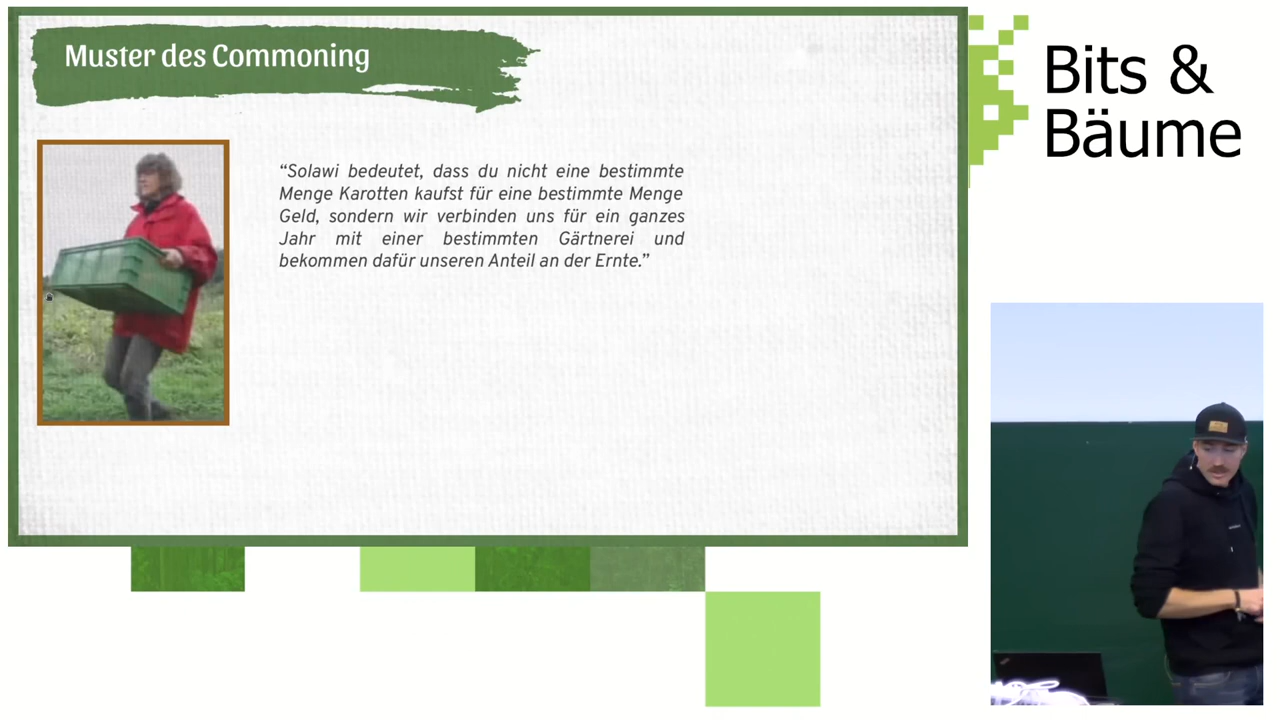 Muster des Commoning
“Solawi bedeutet, dass du nicht eine bestimmte
Menge Karotten kaufst für eine bestimmte Menge
Geld, sondern wir verbinden uns für ein ganzes
Jahr mit einer bestimmten Gärtnerei und
bekommen dafür unseren Anteil an der Ernte.”
Bits &
Bäume